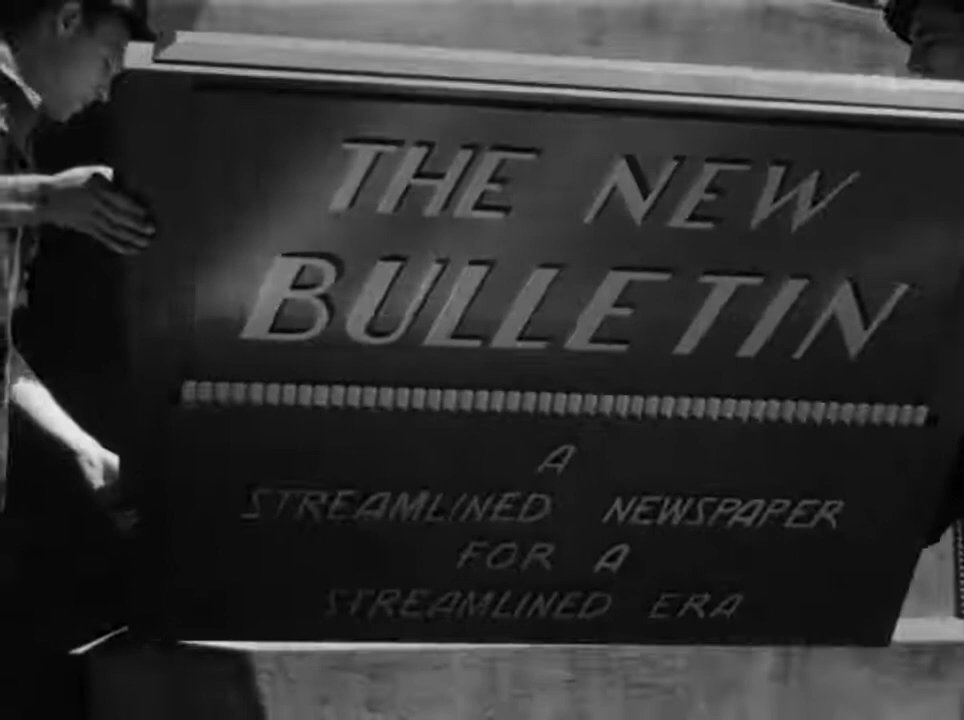 THE NEW
BULLETIN
A
STREAMLINED NEWSPAPER
FOR A
STREAMLINED ERA